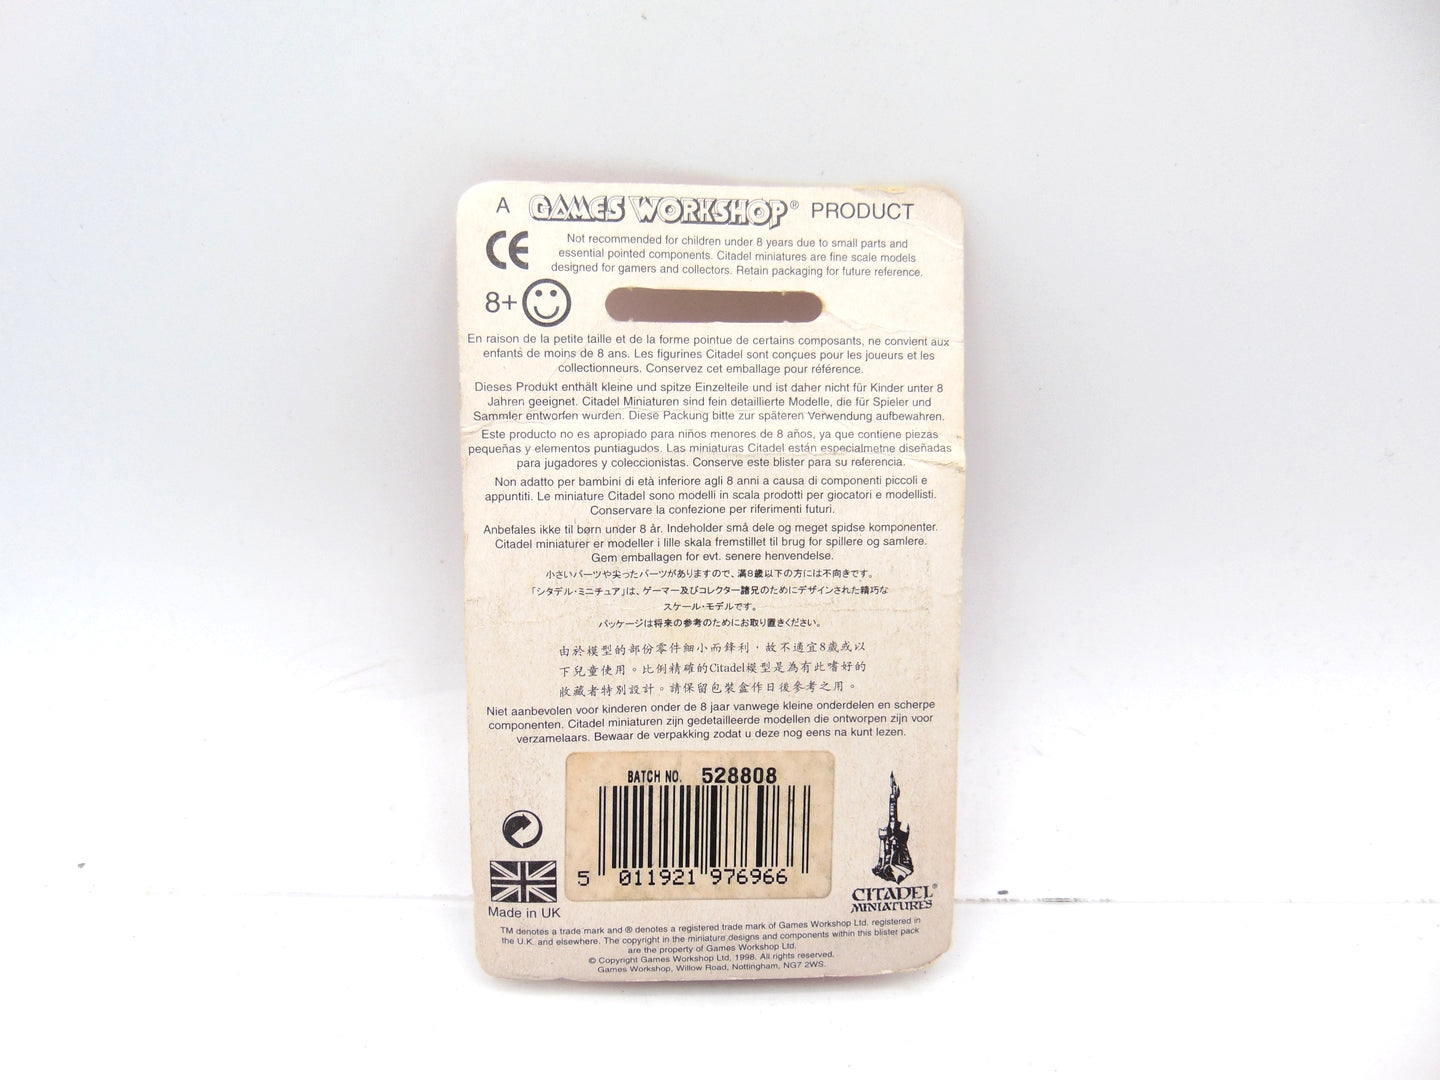 A GAMES WORKSHOP® PRODUCT
CE
Not recommended for children under 8 years due to small parts and
essential pointed components. Citadel miniatures are fine scale models
designed for gamers and collectors. Retain packaging for future reference.
8+
En raison de la petite taille et de la forme pointue de certains composants, ne convient aux
enfants de moins de 8 ans. Les figurines Citadel sont conçues pour les joueurs et les
collectionneurs. Conservez cet emballage pour référence.
Dieses Produkt enthält kleine und spitze Einzelteile und ist daher nicht für Kinder unter 8
Jahren geeignet. Citadel Miniaturen sind fein detaillierte Modelle, die für Spieler und
Sammler entworfen wurden. Diese Packung bitte zur späteren Verwendung aufbewahren.
Este producto no es apropiado para niños menores de 8 años, ya que contiene piezas
pequeñas y elementos puntiagudos. Las miniaturas Citadel están especialmetne diseñadas
para jugadores y coleccionistas. Conserve este blister para su referencia.
Non adatto per bambini di età inferiore agli 8 anni a causa di componenti piccoli e
appuntiti. Le miniature Citadel sono modelli in scala prodotti per giocatori e modellisti.
Conservare la confezione per riferimenti futuri.
Anbefales ikke til børn under 8 år. Indeholder små dele og meget spidse komponenter.
Citadel miniaturer er modeller i lille skala fremstillet til brug for spillere og samlere.
Gem emballagen for evt. senere henvendelse.
小さいパーツや尖ったパーツがありますので、満8歳以下の方には不向きです。
「シタデル・ミニチュア」は、ゲーマー及びコレクター諸兄のためにデザインされた精巧な
スケール・モデルです。
パッケージは将来の参考のためにお取り置きください。
由於模型的部份零件細小而鋒利，故不適宜8歲或以
下兒童使用。比例精確的Citadel模型是為有此嗜好的
收藏者特別設計。請保留包裝盒作日後參考之用。
Niet aanbevolen voor kinderen onder de 8 jaar vanwege kleine onderdelen en scherpe
componenten. Citadel miniaturen zijn gedetailleerde modellen die ontworpen zijn voor
verzamelaars. Bewaar de verpakking zodat u deze nog eens na kunt lezen.
BATCH NO. 528808
5 011921 976966
CITADEL®
MINIATURES
Made in UK
TM denotes a trade mark and ® denotes a registered trade mark of Games Workshop Ltd. registered in
the U.K. and elsewhere. The copyright in the miniature designs and components within this blister pack
are the property of Games Workshop Ltd.
© Copyright Games Workshop Ltd, 1998. All rights reserved.
Games Workshop, Willow Road, Nottingham, NG7 2WS.